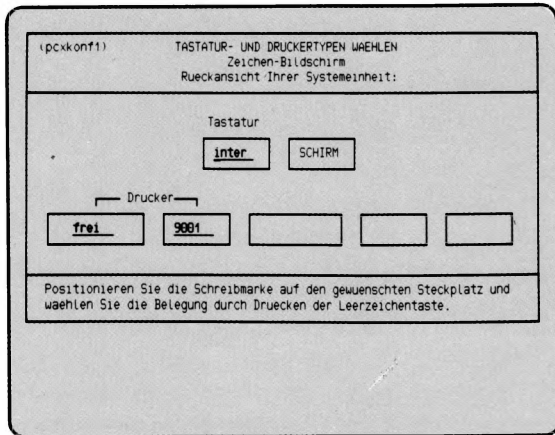 (pcxkonf1) TASTATUR- UND DRUCKERTYPEN WAEHLEN
Zeichen-Bildschirm
Rueckansicht Ihrer Systemeinheit:
Tastatur
inter SCHIRM
Drucker
frei 9001
Positionieren Sie die Schreibmarke auf den gewuenschten Steckplatz und
waehlen Sie die Belegung durch Druecken der Leerzeichentaste.